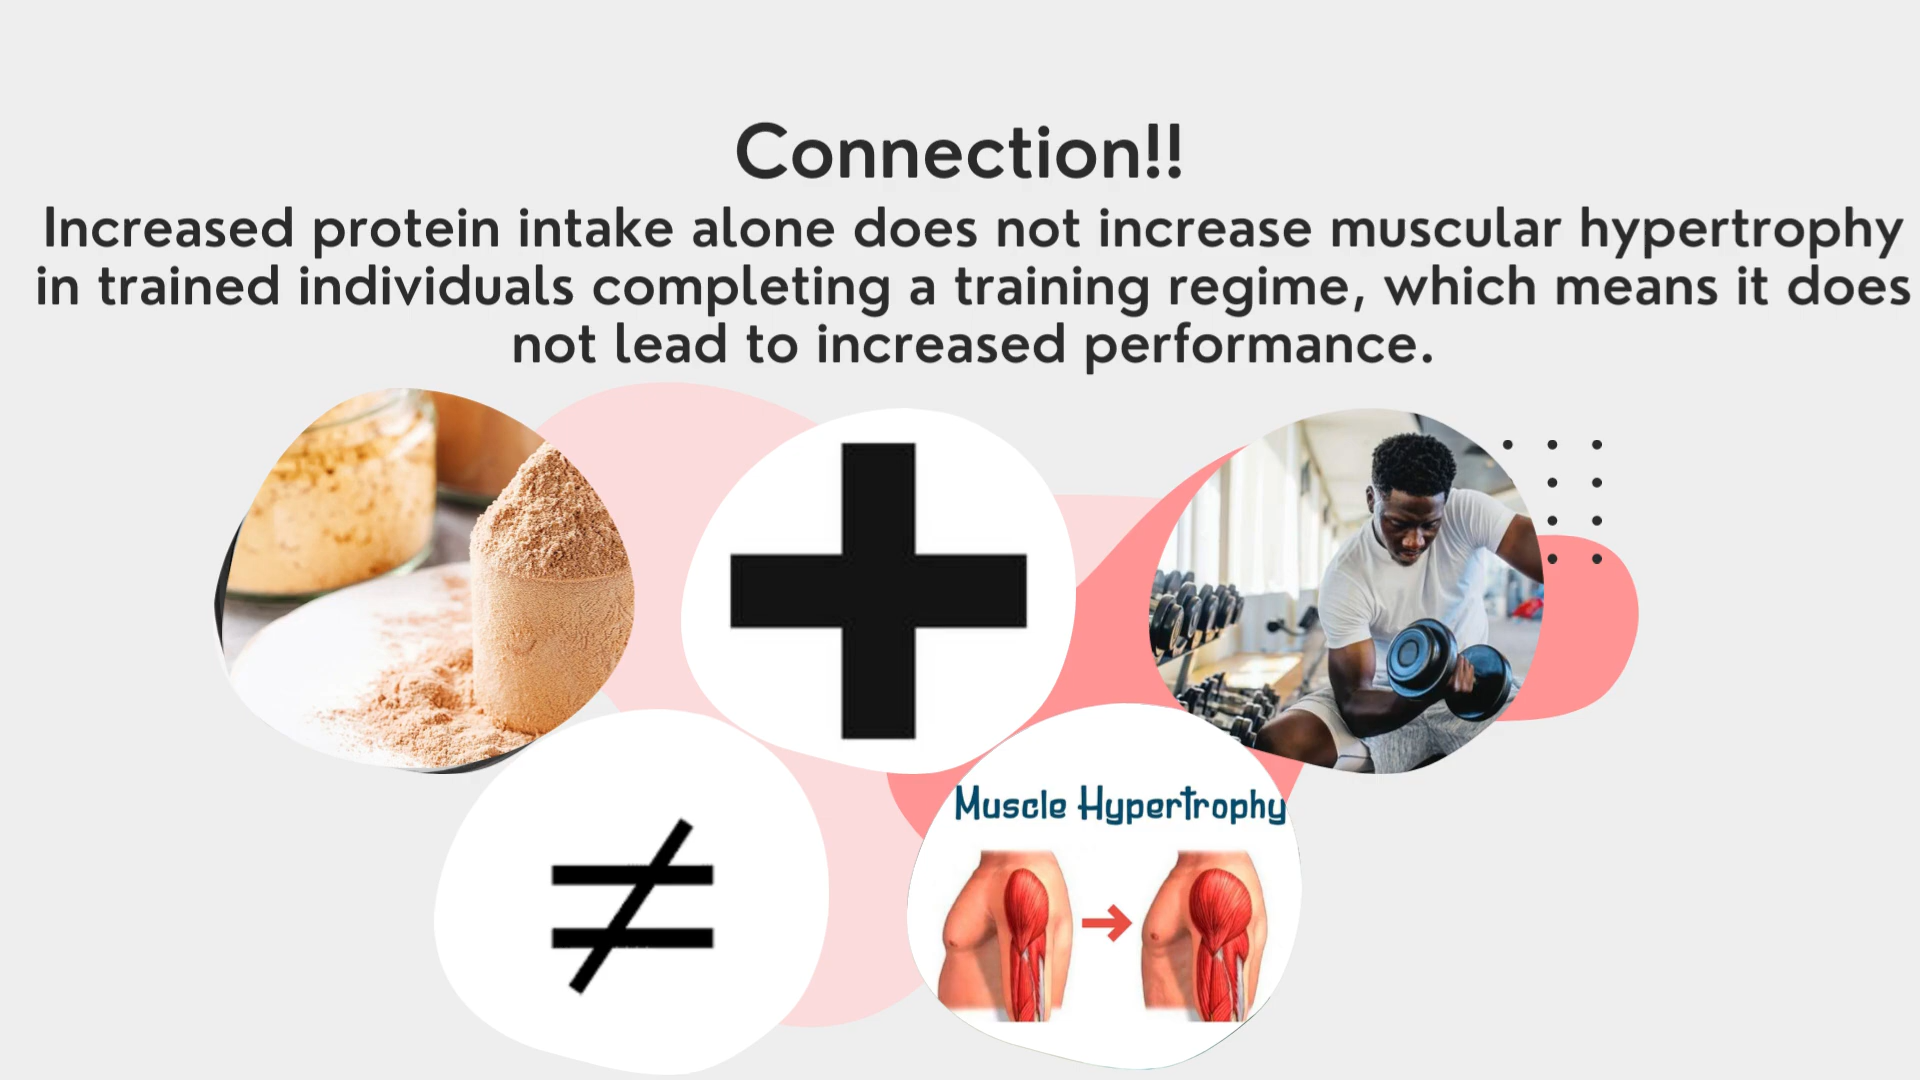 Connection!!
Increased protein intake alone does not increase muscular hypertrophy
in trained individuals completing a training regime, which means it does
not lead to increased performance.
Muscle Hypertrophy